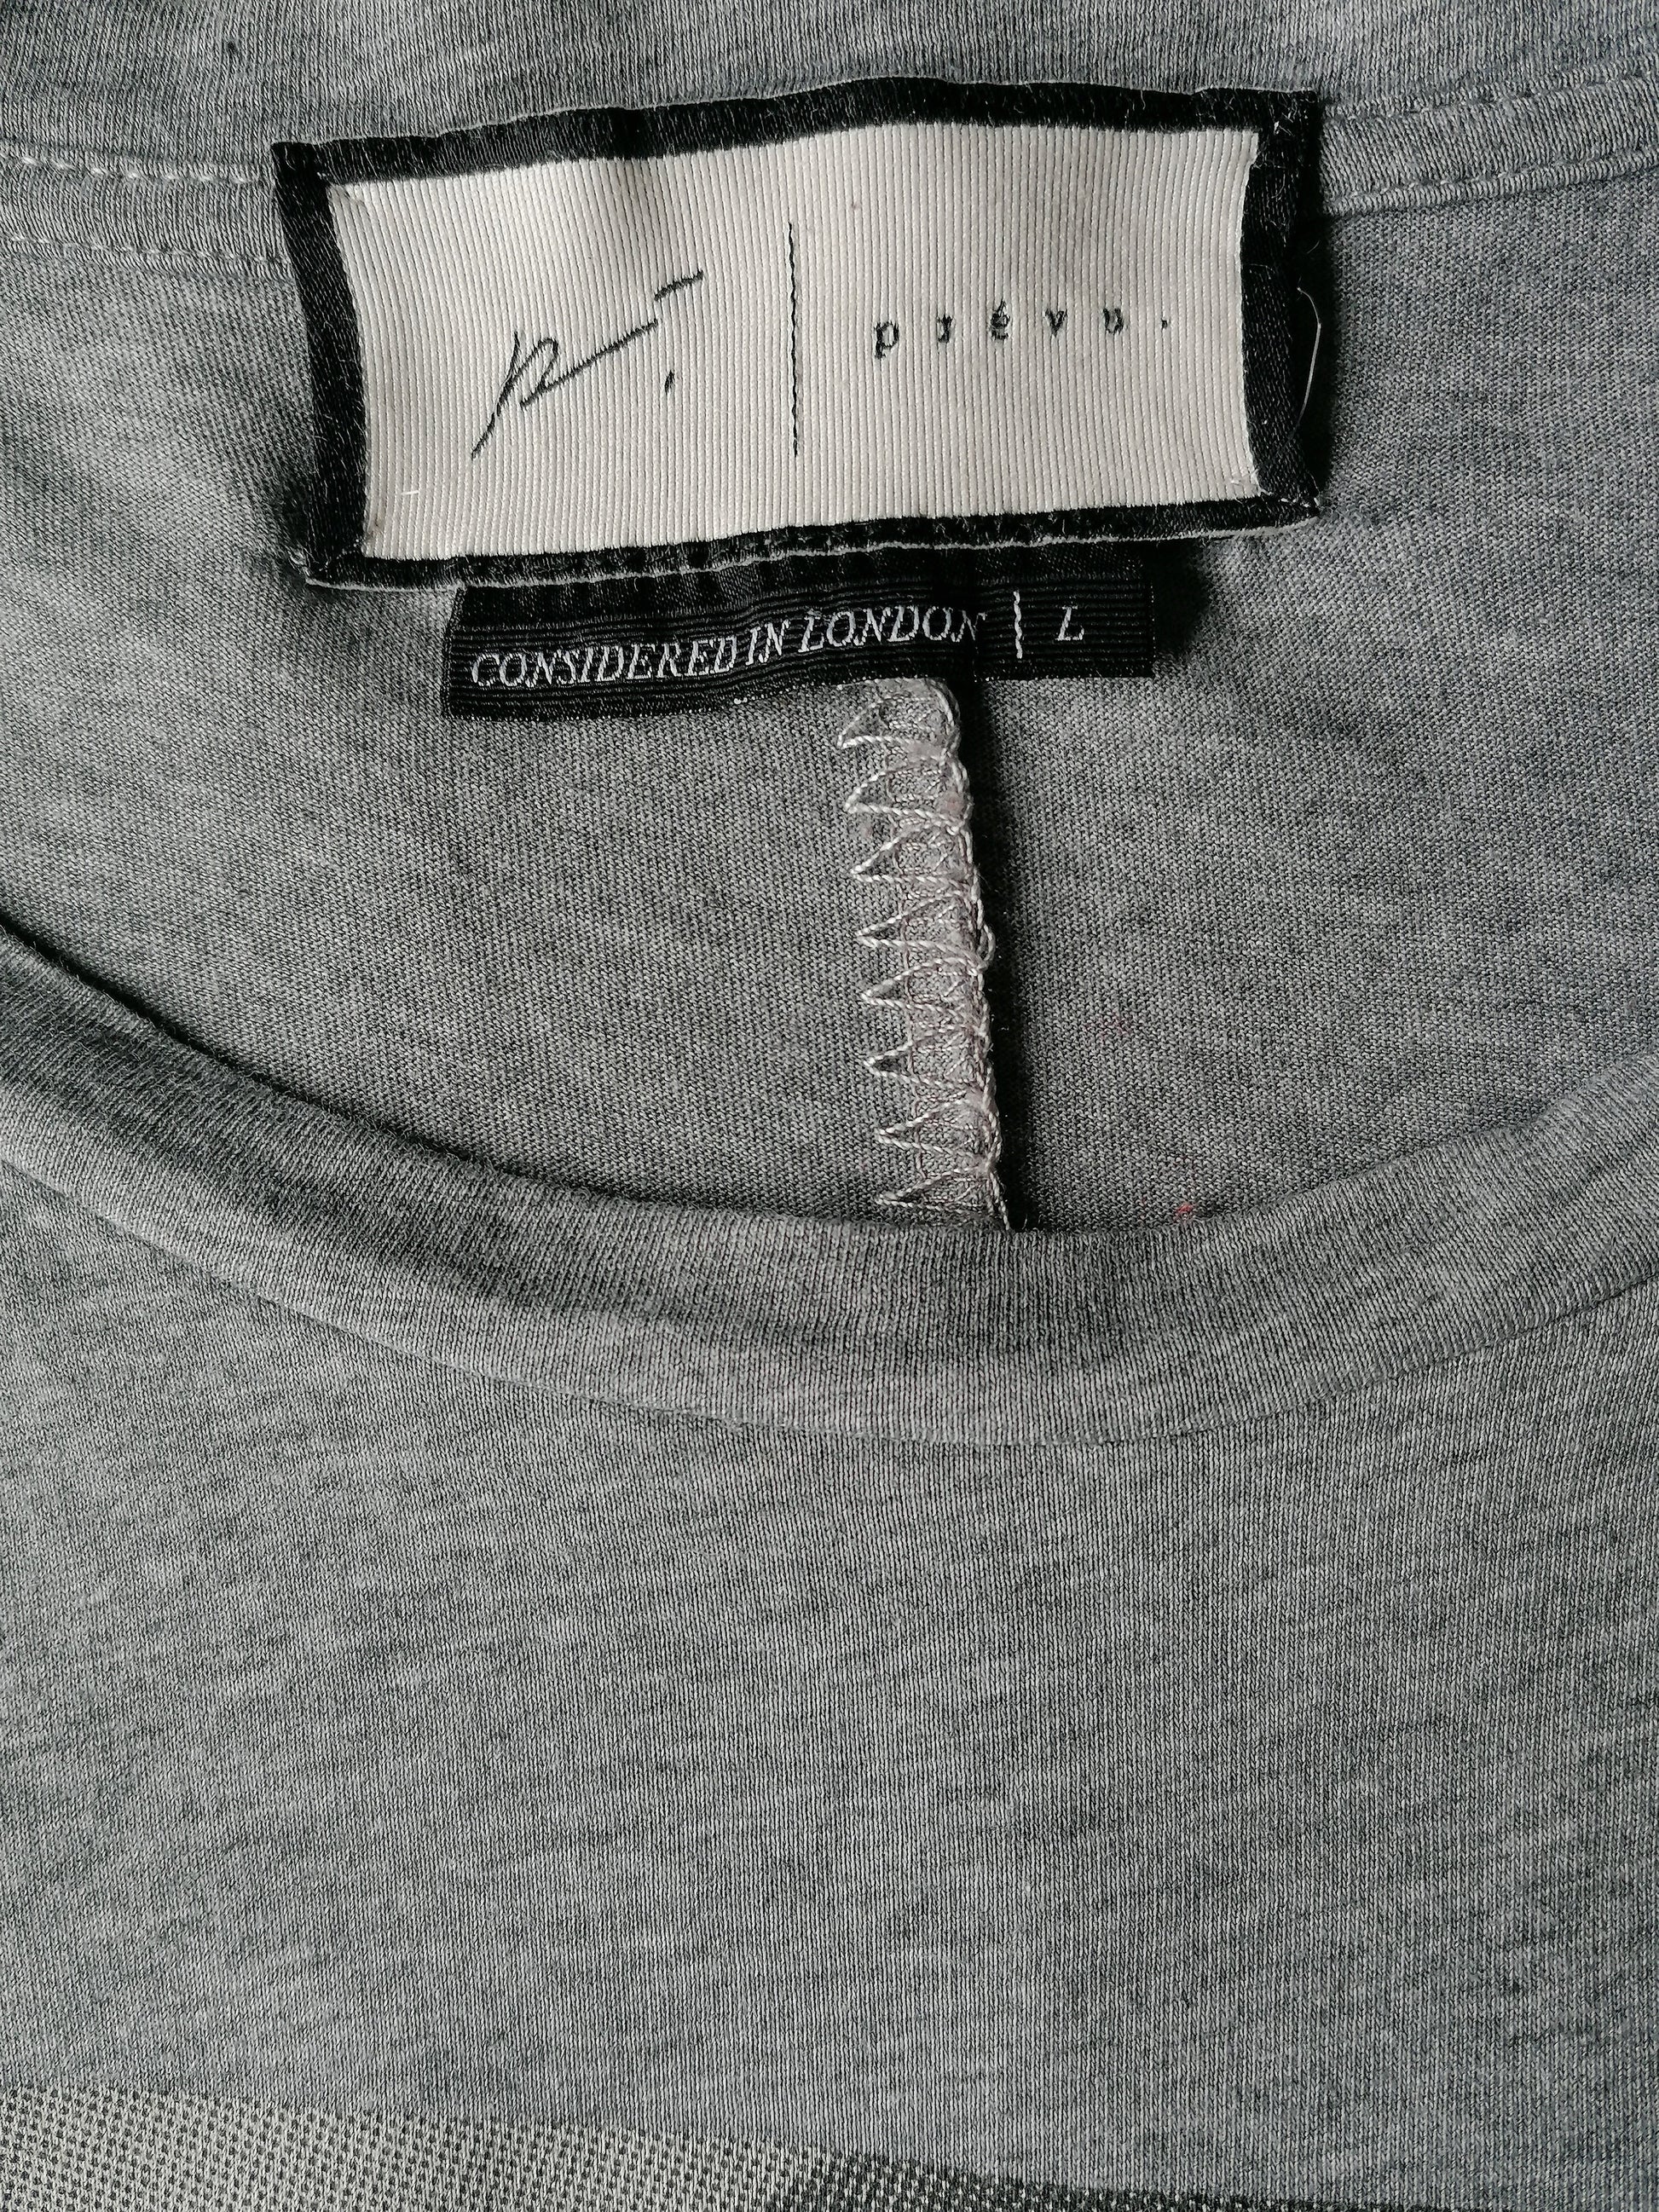 prévu.
CONSIDERED IN LONDON | L